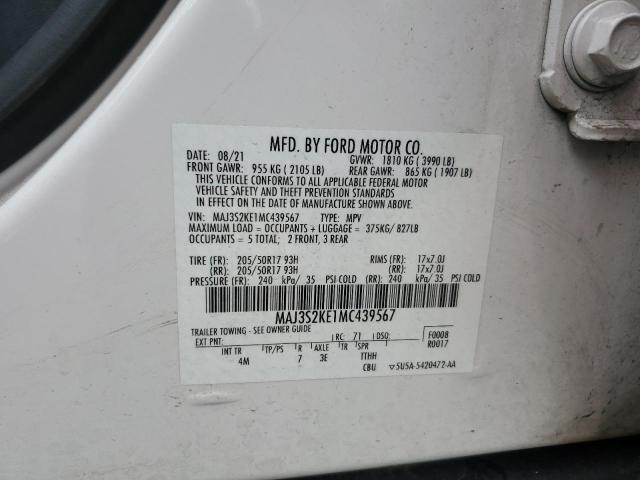 MFD. BY FORD MOTOR CO.
DATE: 08/21 GVWR: 1810 KG ( 3990 LB)
FRONT GAWR: 955 KG ( 2105 LB) REAR GAWR: 865 KG ( 1907 LB)
THIS VEHICLE CONFORMS TO ALL APPLICABLE FEDERAL MOTOR
VEHICLE SAFETY AND THEFT PREVENTION STANDARDS
IN EFFECT ON THE DATE OF MANUFACTURE SHOWN ABOVE.
VIN: MAJ3S2KE1MC439567 TYPE: MPV
MAXIMUM LOAD = OCCUPANTS + LUGGAGE = 375KG/ 827LB
OCCUPANTS = 5 TOTAL; 2 FRONT, 3 REAR
TIRE (FR): 205/50R17 93H RIMS (FR): 17x7.0J
(RR): 205/50R17 93H (RR): 17x7.0J
PRESSURE (FR): 240 kPa/ 35 PSI COLD (RR): 240 kPa/ 35 PSI COLD
MAJ3S2KE1MC439567
TRAILER TOWING - SEE OWNER GUIDE
EXT PNT: RC: 71 DSO: F0008
R0017
INT TR TP/PS R AXLE TR SPR
4M 7 3E TTHH
CBU ▽5U5A-5420472-AA